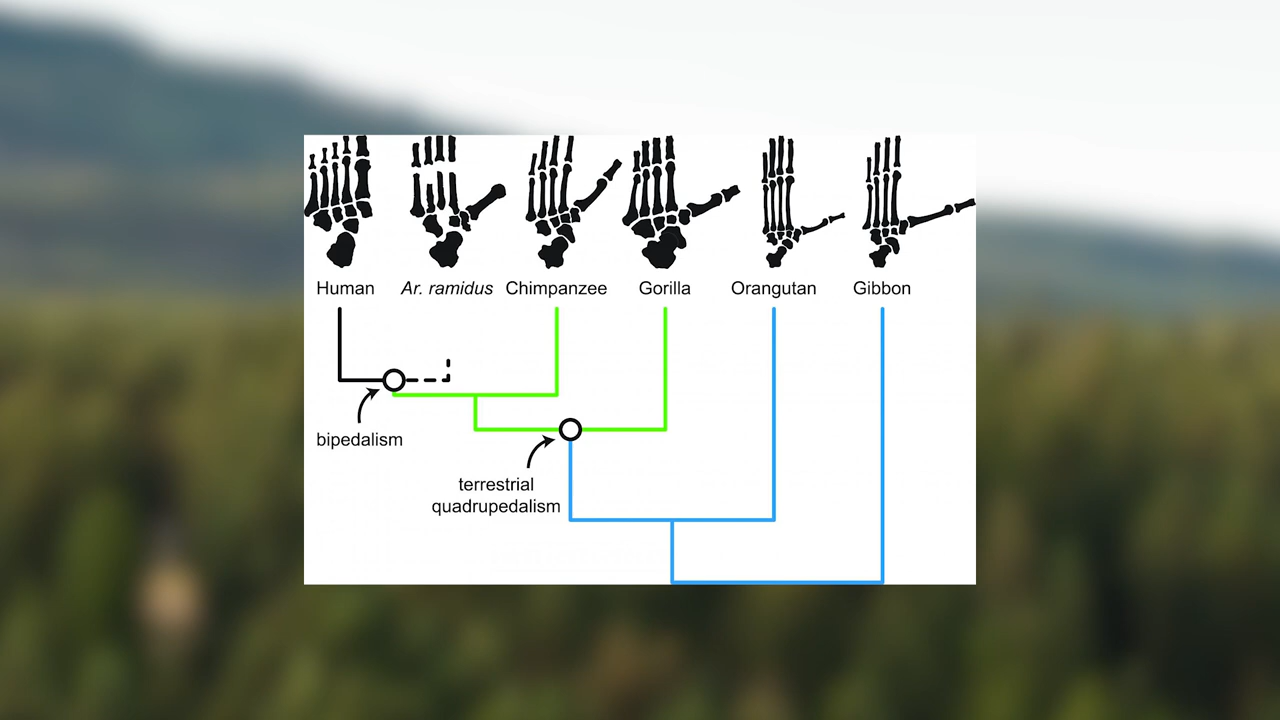 Human
Ar. ramidus
Chimpanzee
Gorilla
Orangutan
Gibbon
bipedalism
terrestrial
quadrupedalism